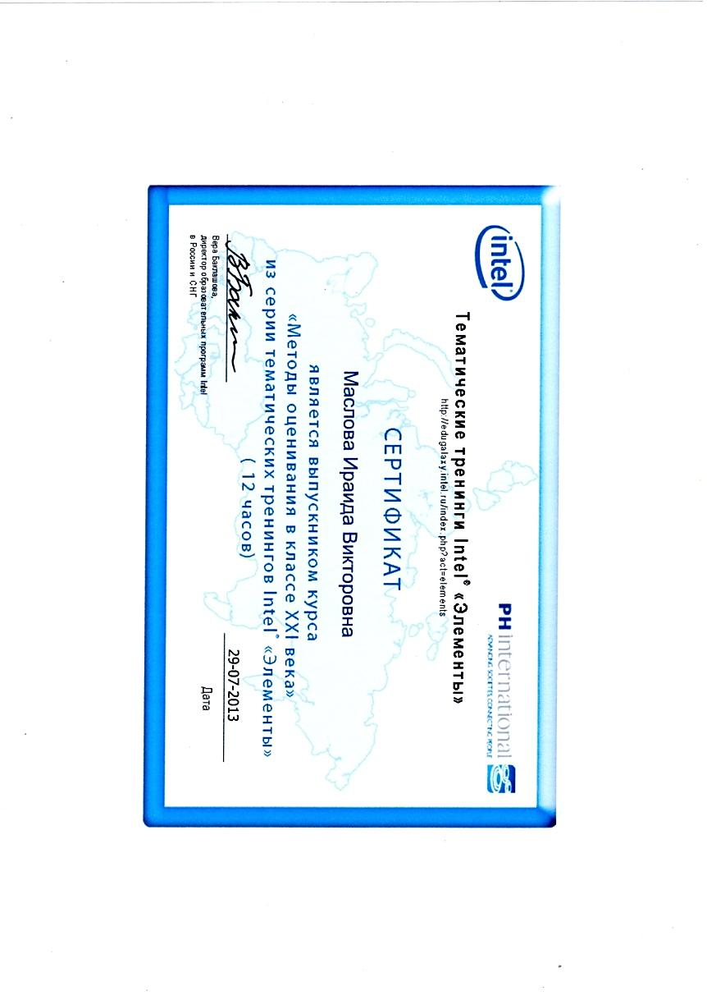 intel®
PH international
ADVANCING SOCIETIES, CONNECTING PEOPLE
Тематические тренинги Intel® «Элементы»
http://edugalaxy.intel.ru/index.php?act=elements
СЕРТИФИКАТ
Маслова Ираида Викторовна
является выпускником курса
«Методы оценивания в классе XXI века»
из серии тематических тренингов Intel® «Элементы»
( 12 часов)
29-07-2013
Дата
Вера Баклашова,
директор образовательных программ Intel
в России и СНГ